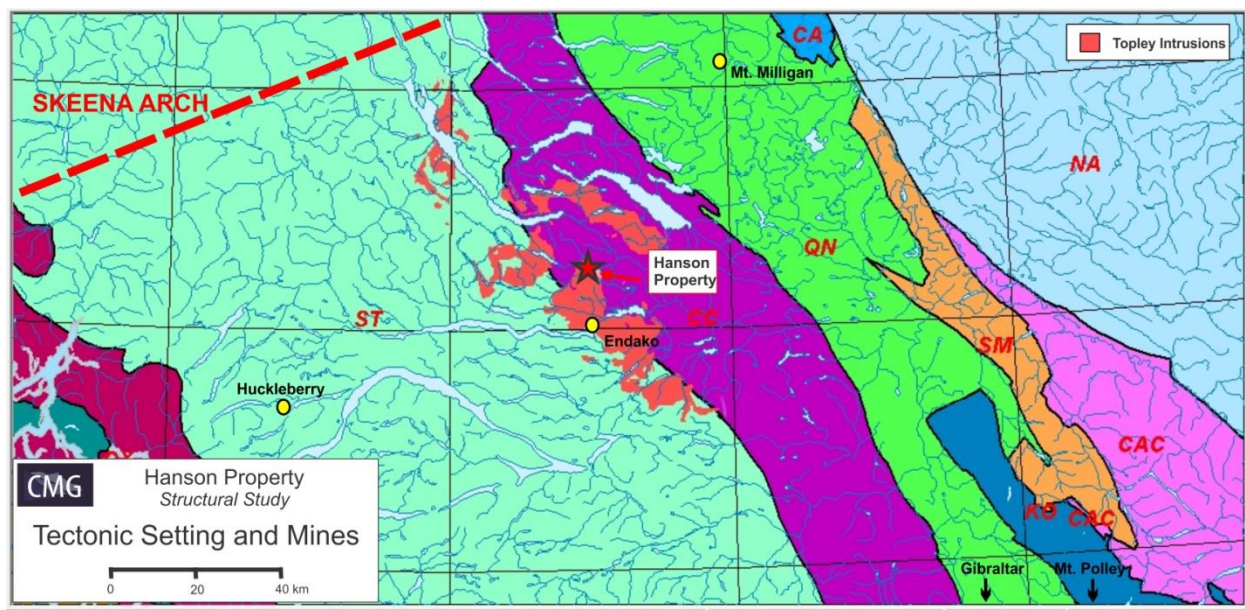 CA
Topley Intrusions
Mt. Milligan
SKEENA ARCH
NA
QN
Hanson
Property
ST
CC
Endako
SM
Huckleberry
CAC
CMG
Hanson Property
Structural Study
Tectonic Setting and Mines
KO
CAC
Gibraltar
Mt. Polley
0 20 40 km